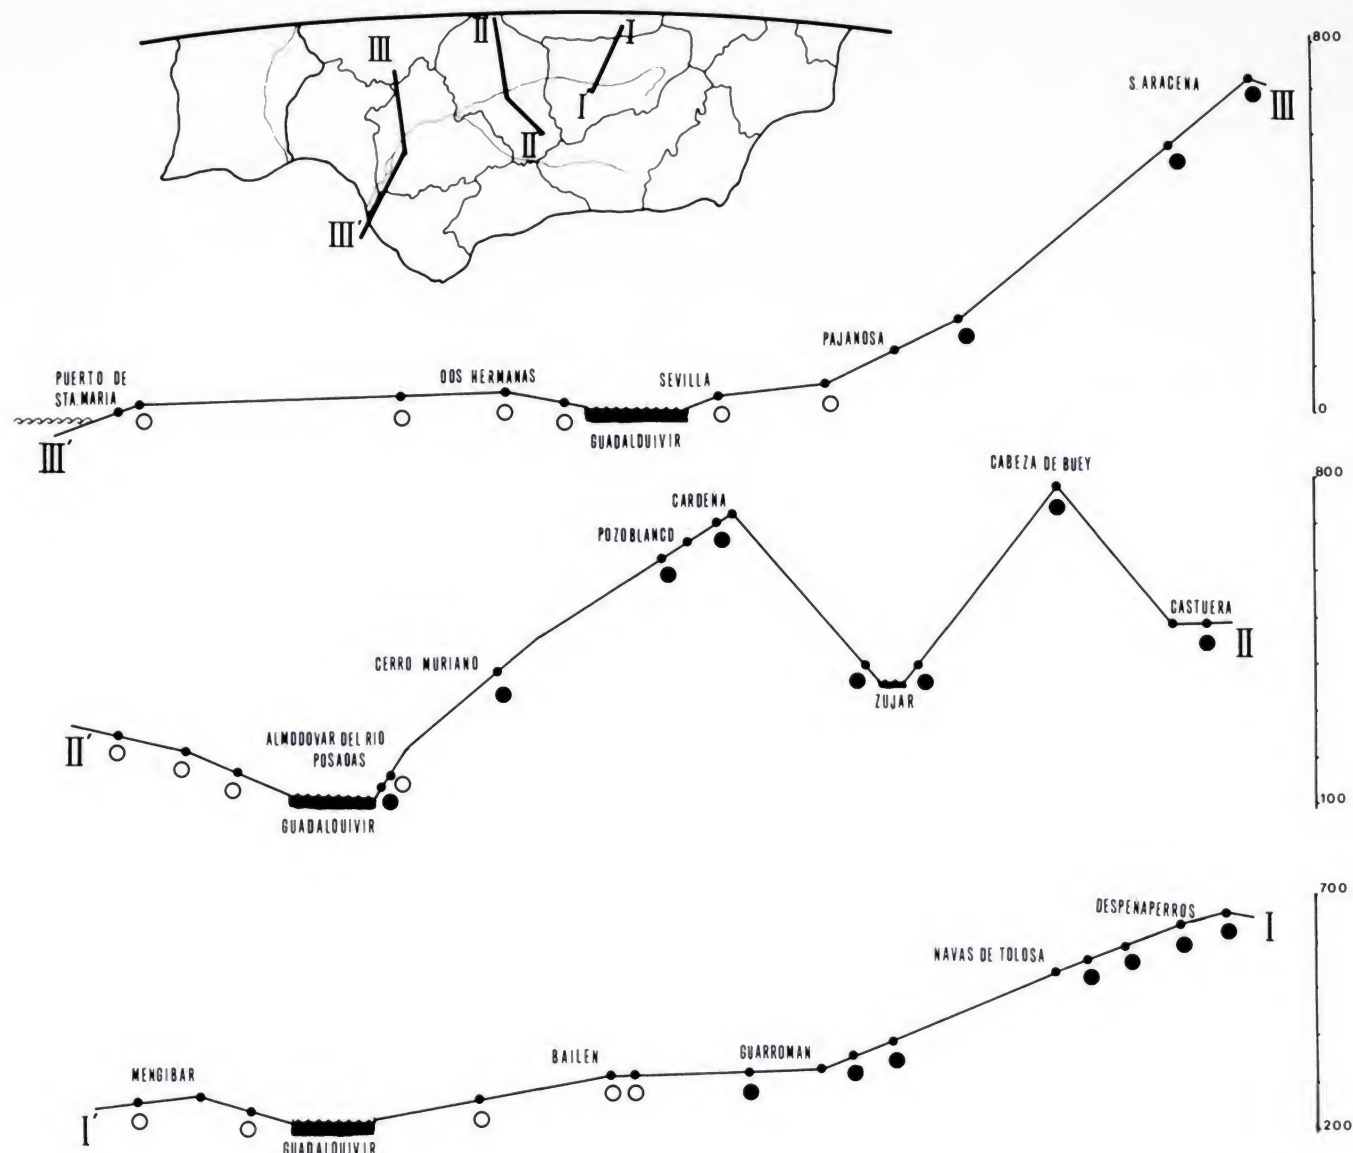 II
I
III
I'
II
III'
800
S. ARACENA
III
PAJANOSA
PUERTO DE
STA. MARIA
DOS HERMANAS
SEVILLA
0
GUADALQUIVIR
III'
CABEZA DE BUEY
800
CARDENA
POZOBLANCO
CASTUERA
II
CERRO MURIANO
ZUJAR
II'
ALMODOVAR DEL RIO
POSADAS
100
GUADALQUIVIR
700
DESPEÑAPERROS
I
NAVAS DE TOLOSA
BAILEN
GUARROMAN
MENGIBAR
I'
200
GUADALQUIVIR